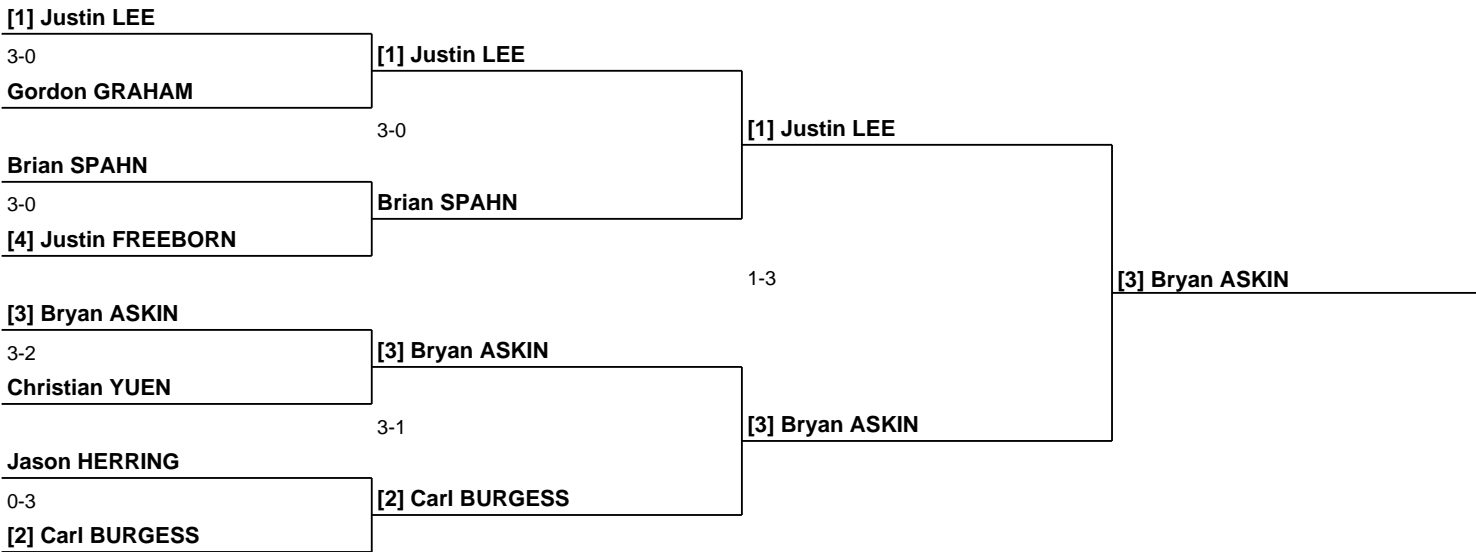 [1] Justin LEE
3-0
[1] Justin LEE
Gordon GRAHAM
3-0
[1] Justin LEE
Brian SPAHN
3-0
Brian SPAHN
[4] Justin FREEBORN
1-3
[3] Bryan ASKIN
[3] Bryan ASKIN
3-2
[3] Bryan ASKIN
Christian YUEN
3-1
[3] Bryan ASKIN
Jason HERRING
0-3
[2] Carl BURGESS
[2] Carl BURGESS